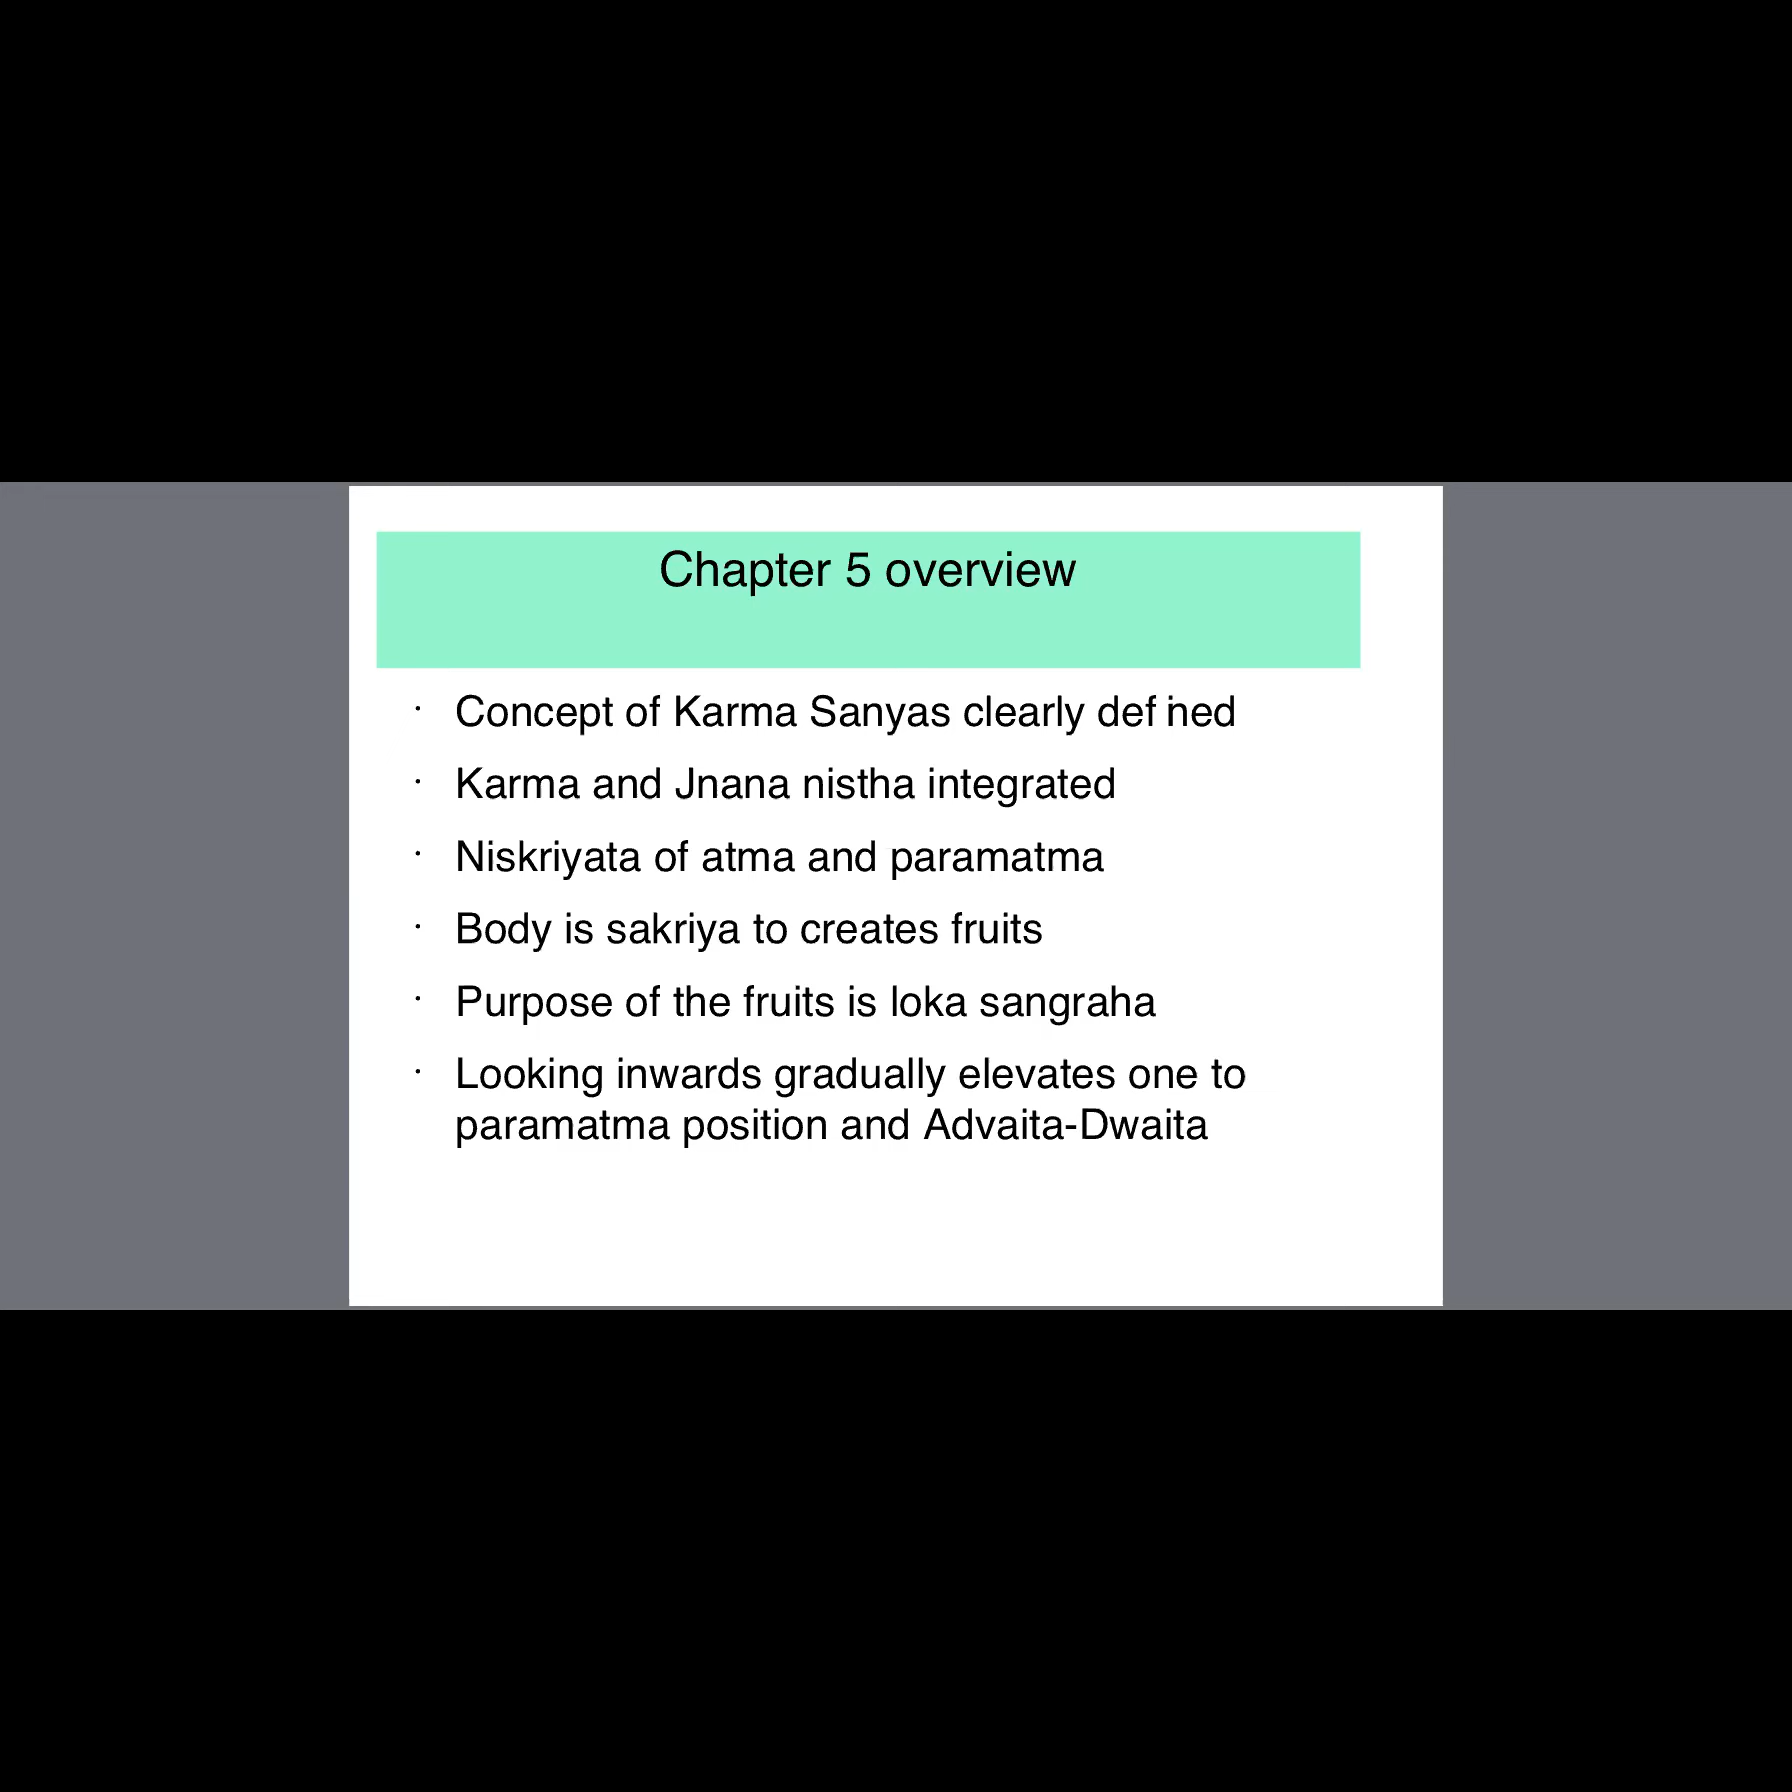 Chapter 5 overview
· Concept of Karma Sanyas clearly defined
· Karma and Jnana nistha integrated
· Niskriyata of atma and paramatma
· Body is sakriya to creates fruits
· Purpose of the fruits is loka sangraha
· Looking inwards gradually elevates one to
paramatma position and Advaita-Dwaita